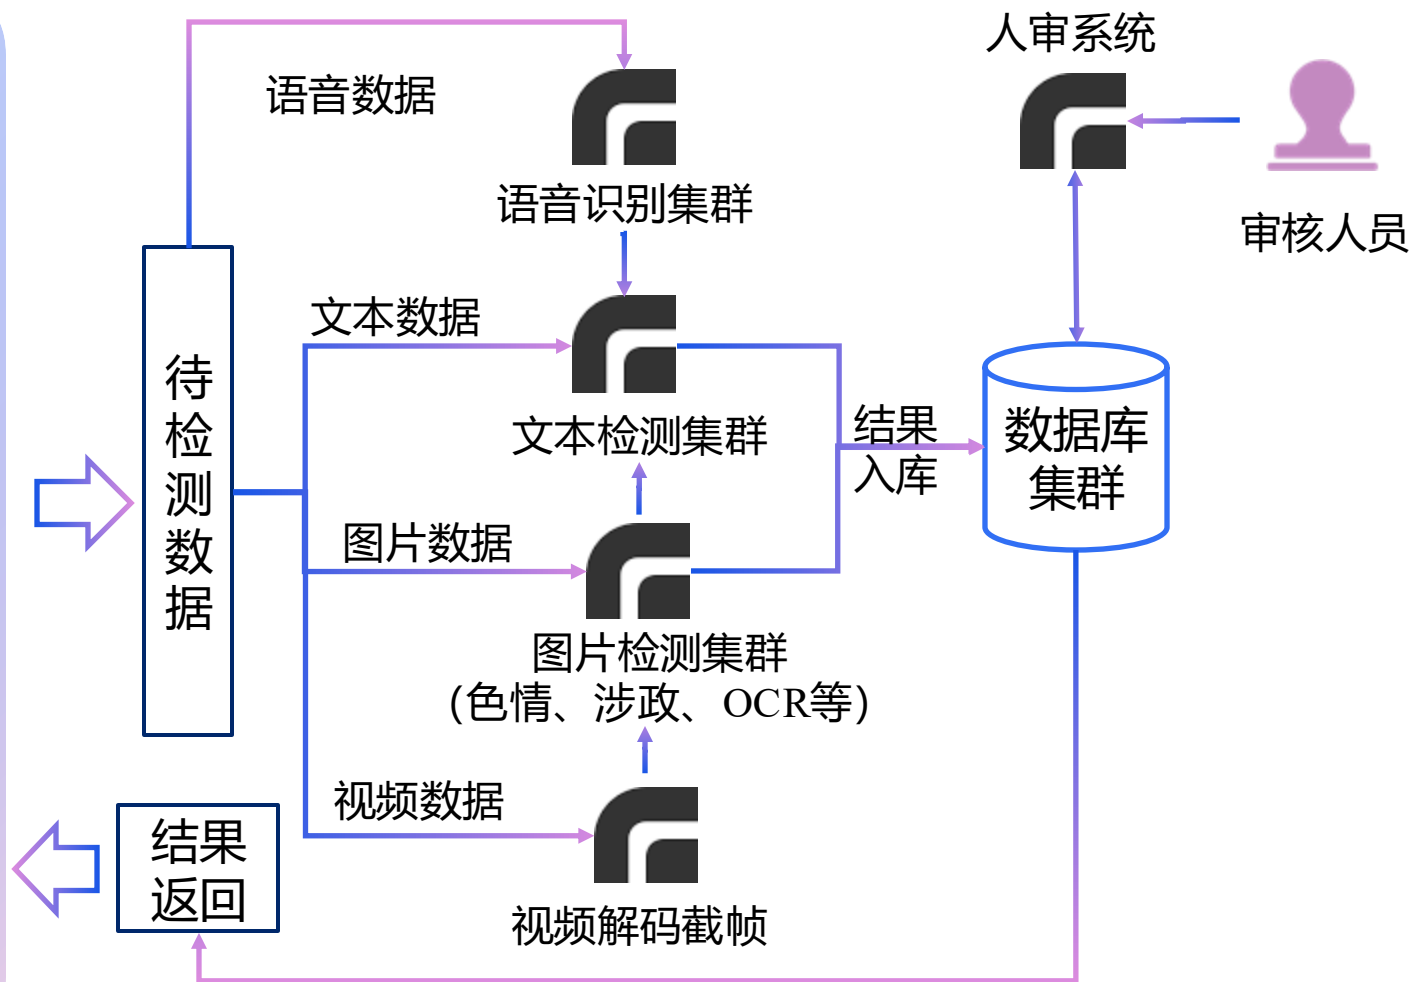 人审系统
语音数据
语音识别集群
审核人员
文本数据
待
检
测
数
据
文本检测集群
结果
入库
数据库
集群
图片数据
图片检测集群
（色情、涉政、OCR等）
视频数据
结果
返回
视频解码截帧